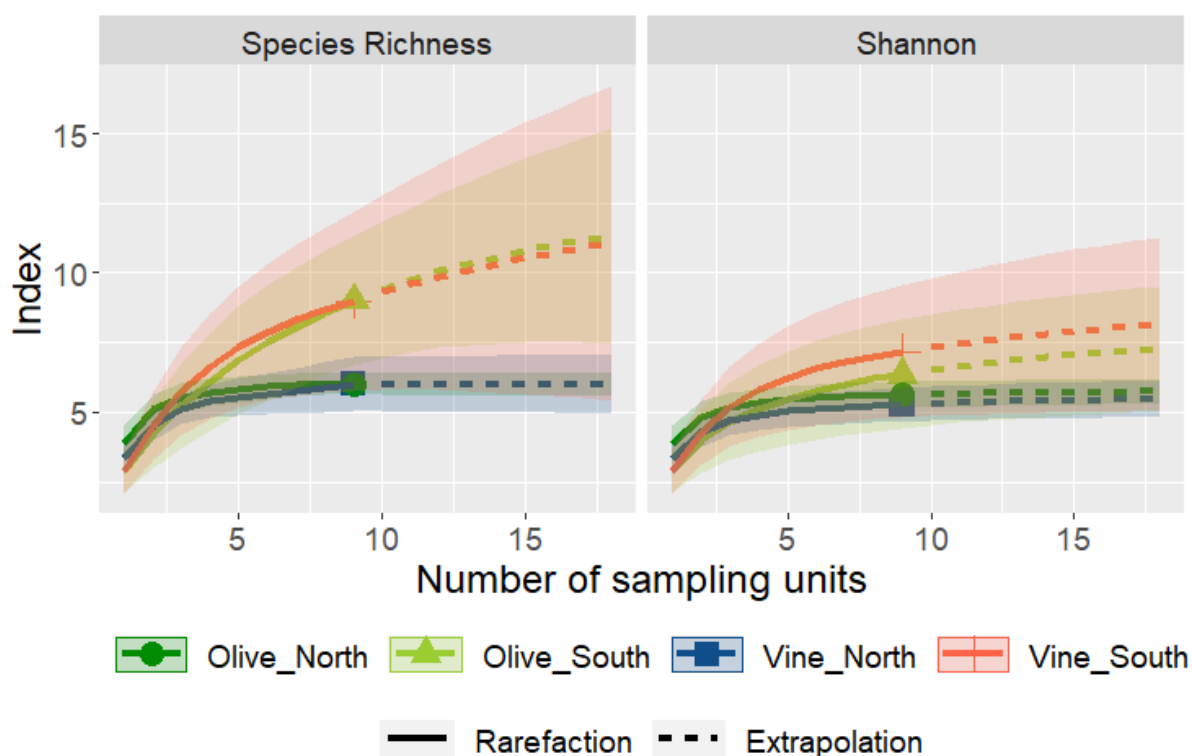 Species Richness Shannon
15
10
5
Index
5 10 15 5 10 15
Number of sampling units
Olive_North Olive_South Vine_North Vine_South
Rarefaction Extrapolation